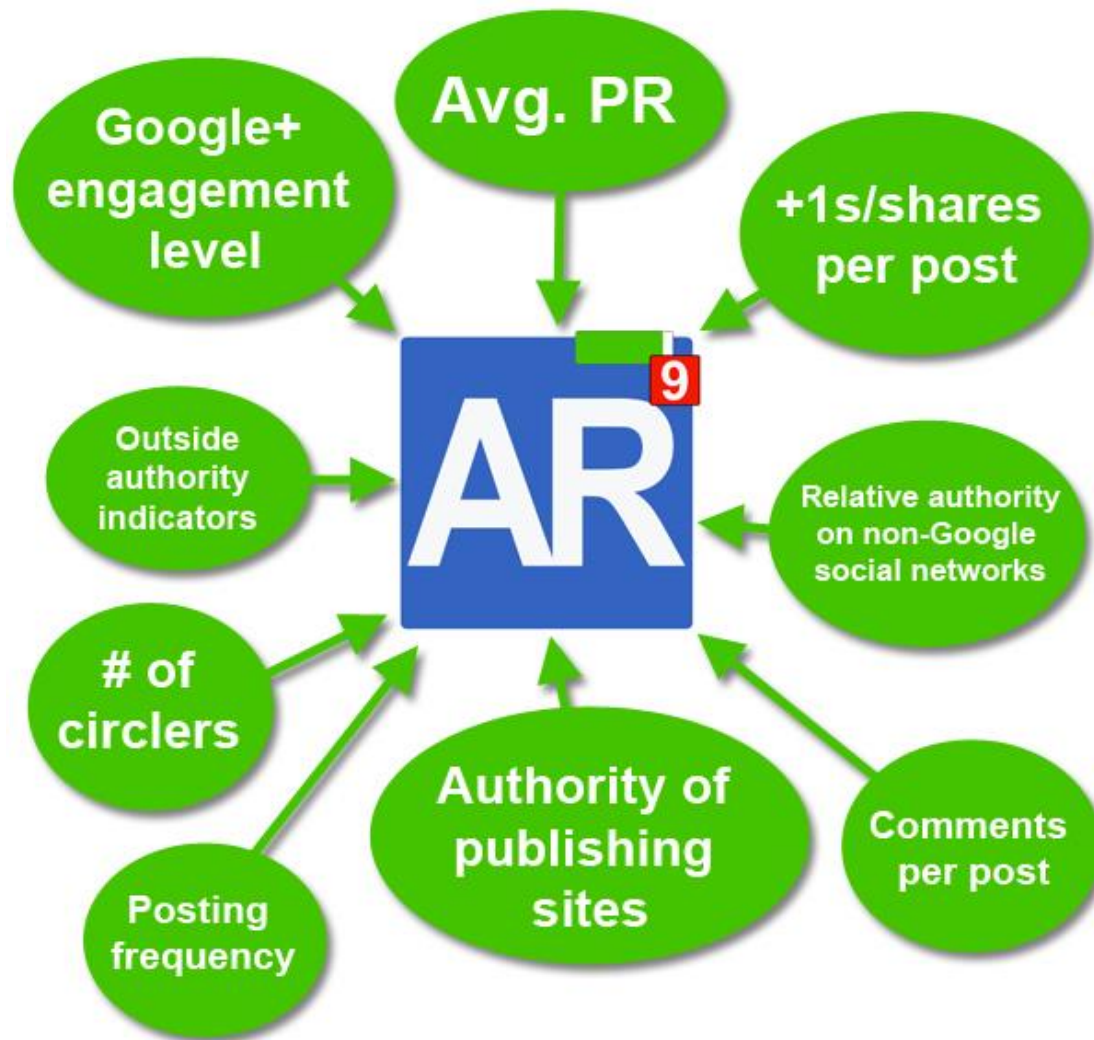 Avg. PR
Google+
engagement
level
+1s/shares
per post
9
AR
Outside
authority
indicators
Relative authority
on non-Google
social networks
# of
circlers
Authority of
publishing
sites
Comments
per post
Posting
frequency